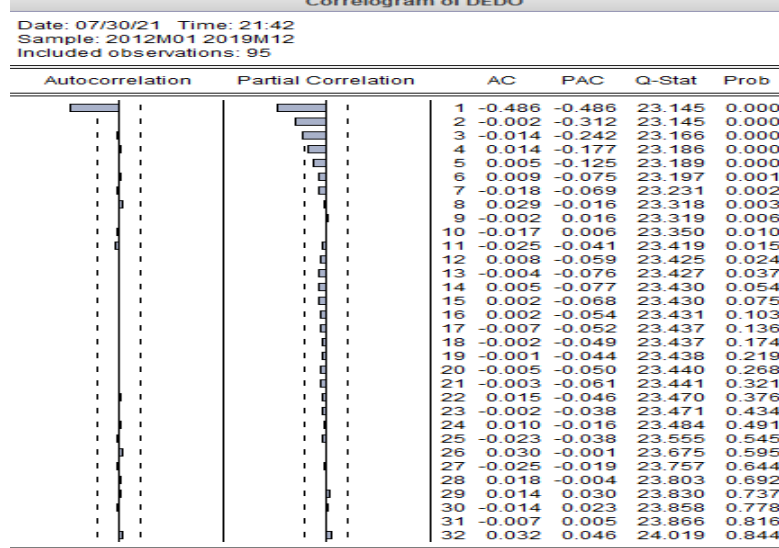 Correlogram of DEDO
Date: 07/30/21 Time: 21:42
Sample: 2012M01 2019M12
Included observations: 95
Autocorrelation Partial Correlation AC PAC Q-Stat Prob
1 -0.486 -0.486 23.145 0.000
2 -0.002 -0.312 23.145 0.000
3 -0.014 -0.242 23.166 0.000
4 0.014 -0.177 23.186 0.000
5 0.005 -0.125 23.189 0.000
6 0.009 -0.075 23.197 0.001
7 -0.018 -0.069 23.231 0.002
8 0.029 -0.016 23.318 0.003
9 -0.002 0.016 23.319 0.006
10 -0.017 0.006 23.350 0.010
11 -0.025 -0.041 23.419 0.015
12 0.008 -0.059 23.425 0.024
13 -0.004 -0.076 23.427 0.037
14 0.005 -0.077 23.430 0.054
15 0.002 -0.068 23.430 0.075
16 0.002 -0.054 23.431 0.103
17 -0.007 -0.052 23.437 0.136
18 -0.002 -0.049 23.437 0.174
19 -0.001 -0.044 23.438 0.219
20 -0.005 -0.050 23.440 0.268
21 -0.003 -0.061 23.441 0.321
22 0.015 -0.046 23.470 0.376
23 -0.002 -0.038 23.471 0.434
24 0.010 -0.016 23.484 0.491
25 -0.023 -0.038 23.555 0.545
26 0.030 -0.001 23.675 0.595
27 -0.025 -0.019 23.757 0.644
28 0.018 -0.004 23.803 0.692
29 0.014 0.030 23.830 0.737
30 -0.014 0.023 23.858 0.778
31 -0.007 0.005 23.866 0.816
32 0.032 0.046 24.019 0.844